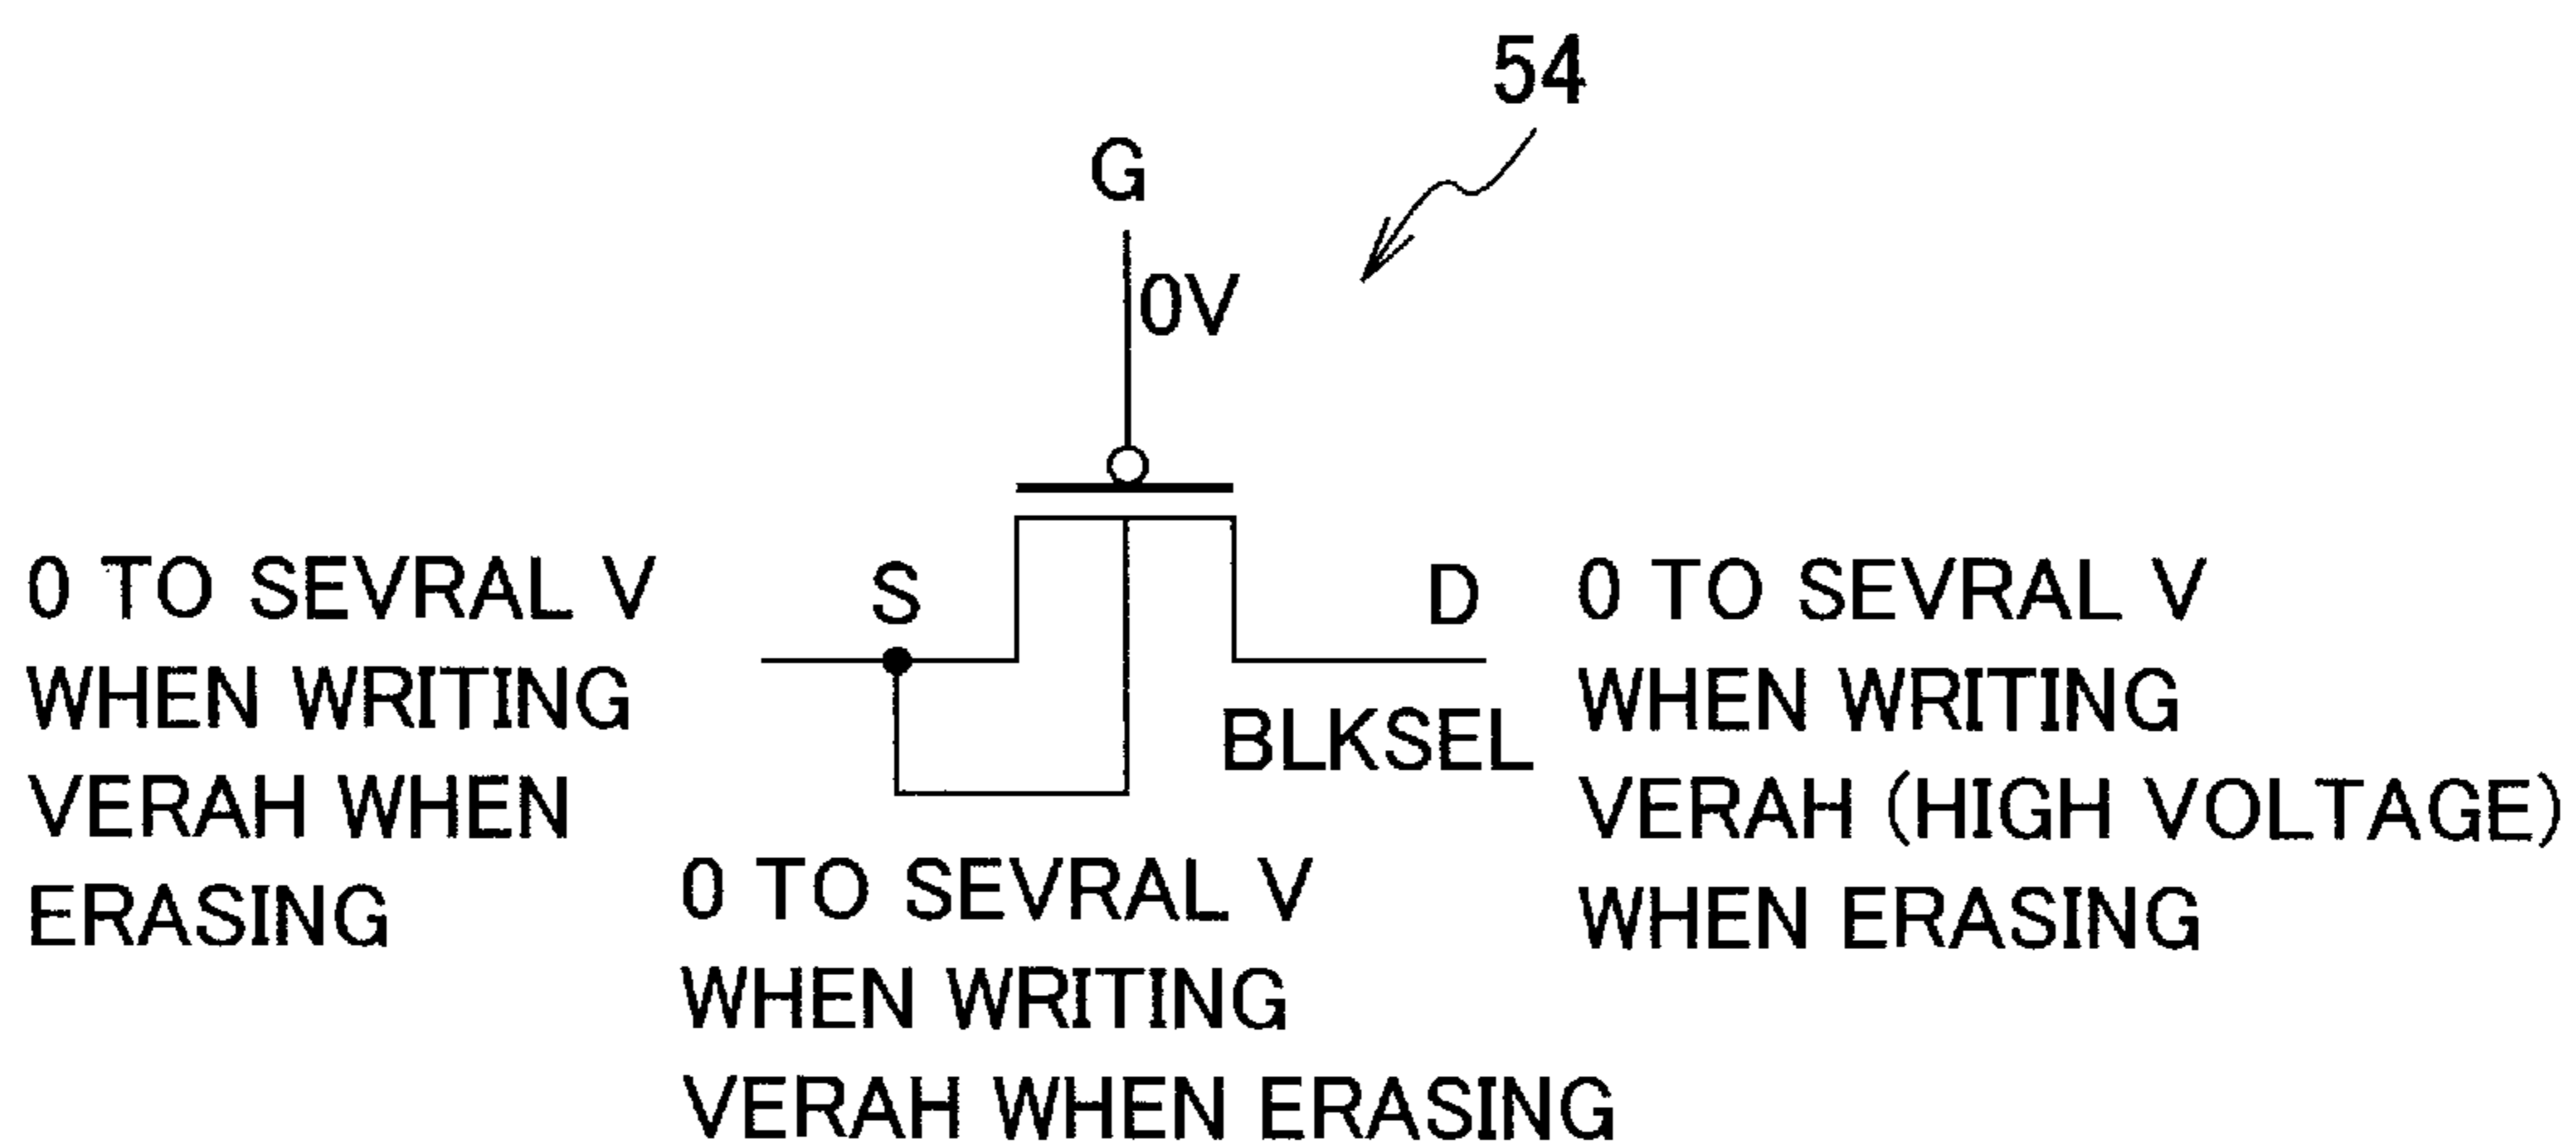 54
G
0V
S
D
0 TO SEVRAL V
WHEN WRITING
VERAH WHEN
ERASING
BLKSEL
0 TO SEVRAL V
WHEN WRITING
VERAH (HIGH VOLTAGE)
WHEN ERASING
0 TO SEVRAL V
WHEN WRITING
VERAH WHEN ERASING